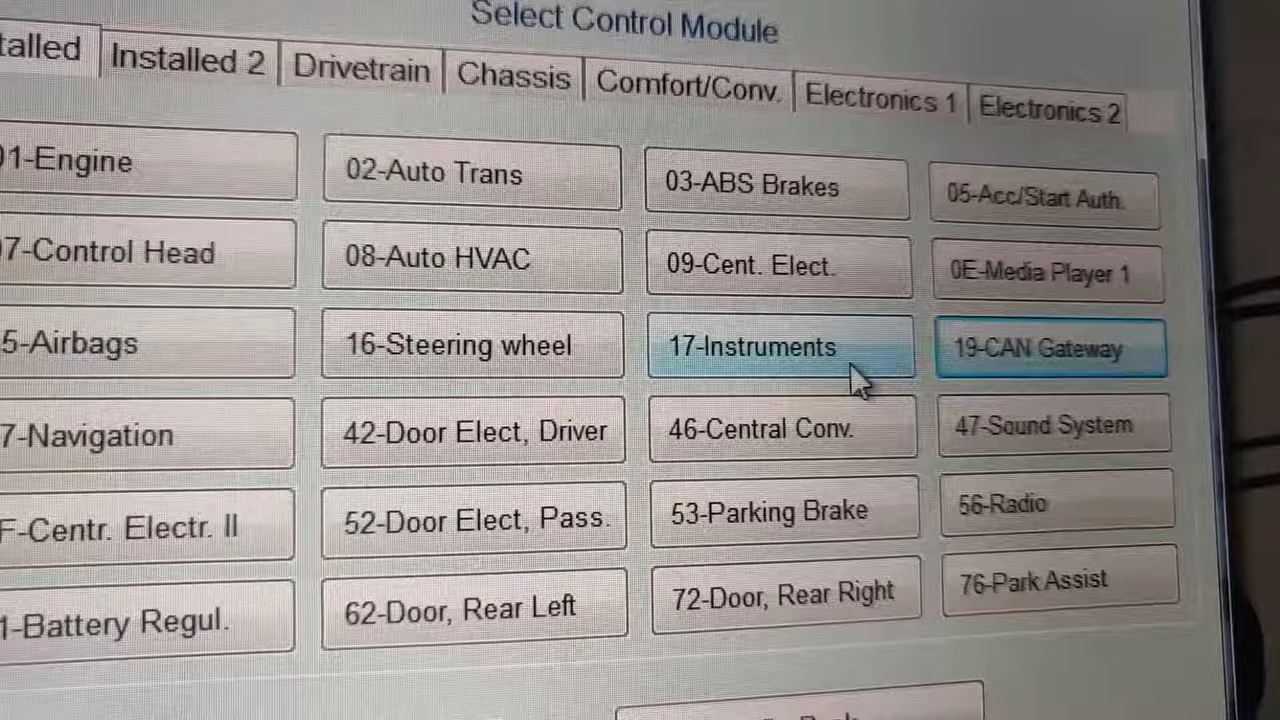 Select Control Module
talled
Installed 2
Drivetrain
Chassis
Comfort/Conv.
Electronics 1
Electronics 2
01-Engine
02-Auto Trans
03-ABS Brakes
05-Acc/Start Auth.
7-Control Head
08-Auto HVAC
09-Cent. Elect.
0E-Media Player 1
5-Airbags
16-Steering wheel
17-Instruments
19-CAN Gateway
7-Navigation
42-Door Elect, Driver
46-Central Conv.
47-Sound System
F-Centr. Electr. II
52-Door Elect, Pass.
53-Parking Brake
56-Radio
1-Battery Regul.
62-Door, Rear Left
72-Door, Rear Right
76-Park Assist